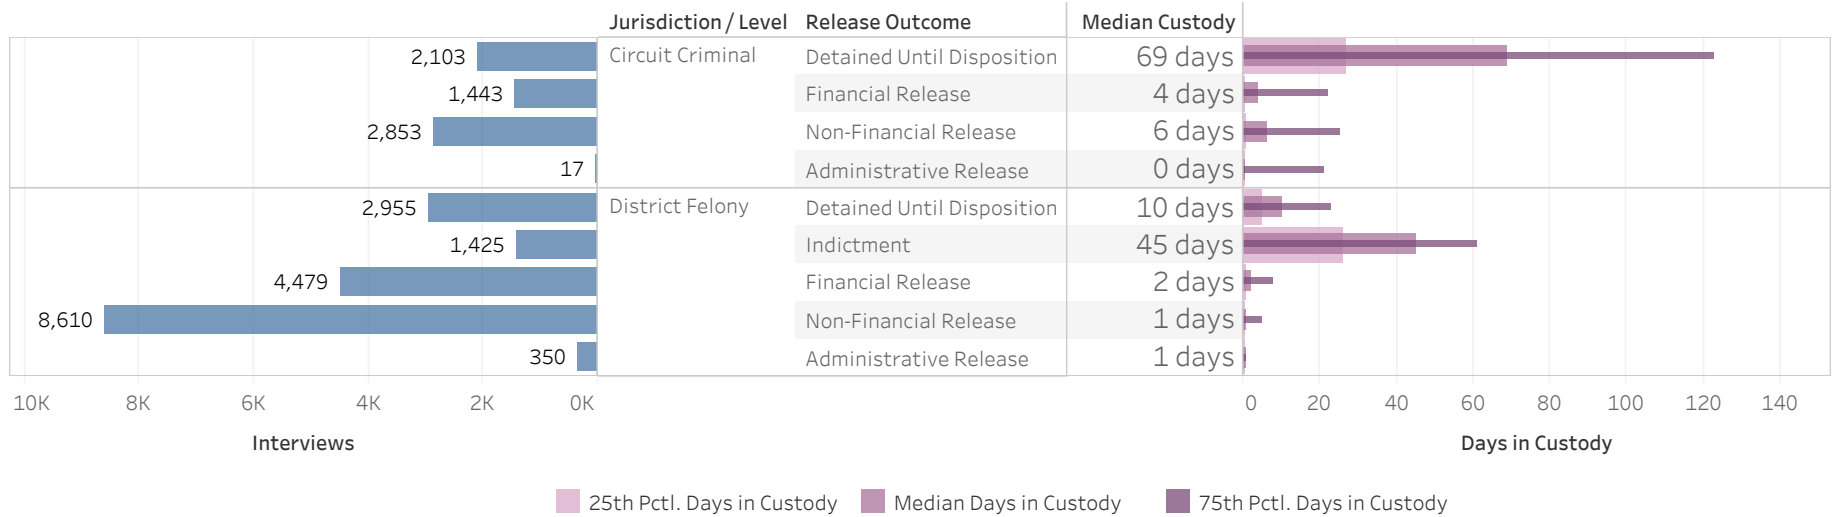 Jurisdiction / Level Release Outcome Median Custody
2,103 Circuit Criminal Detained Until Disposition 69 days
1,443 Financial Release 4 days
2,853 Non-Financial Release 6 days
17 Administrative Release 0 days
2,955 District Felony Detained Until Disposition 10 days
1,425 Indictment 45 days
4,479 Financial Release 2 days
8,610 Non-Financial Release 1 days
350 Administrative Release 1 days
10K 8K 6K 4K 2K 0K 0 20 40 60 80 100 120 140
Interviews Days in Custody
25th Pctl. Days in Custody Median Days in Custody 75th Pctl. Days in Custody